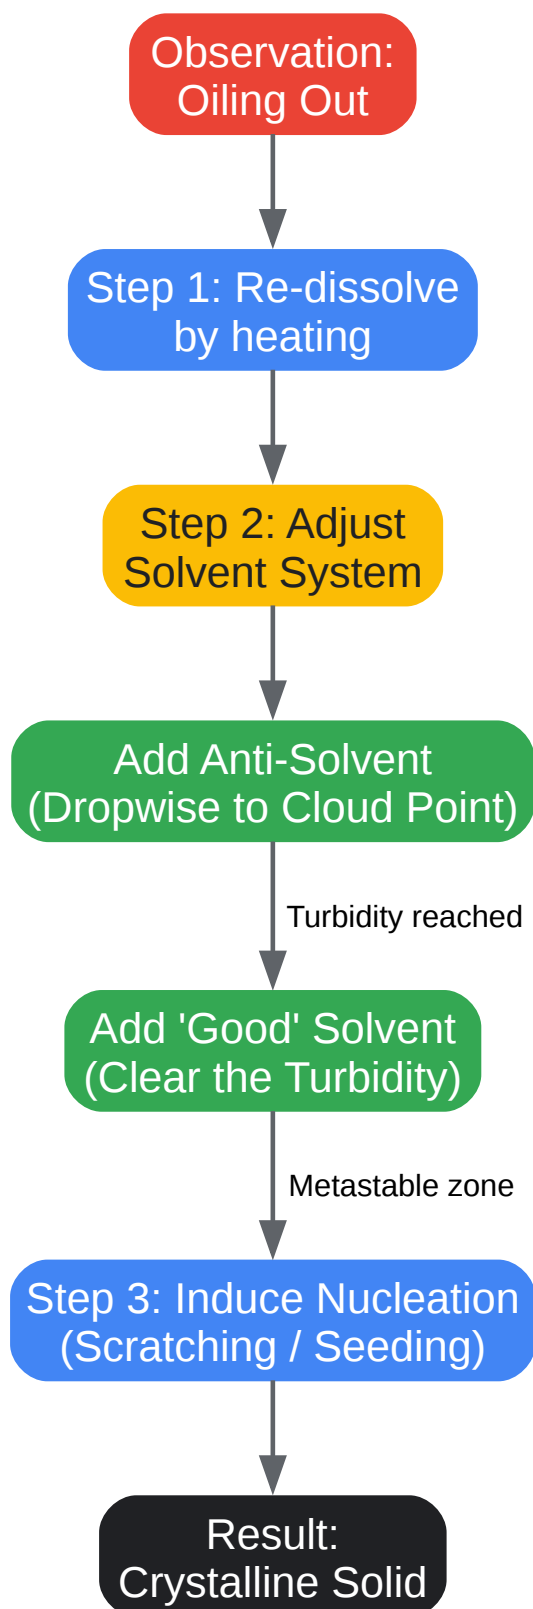 Observation:
Oiling Out
Step 1: Re-dissolve
by heating
Step 2: Adjust
Solvent System
Add Anti-Solvent
(Dropwise to Cloud Point)
Turbidity reached
Add 'Good' Solvent
(Clear the Turbidity)
Metastable zone
Step 3: Induce Nucleation
(Scratching / Seeding)
Result:
Crystalline Solid